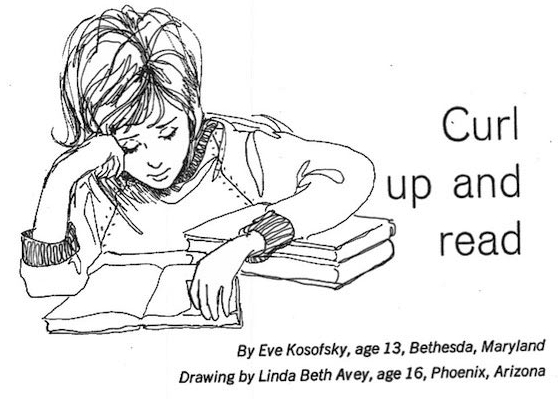 Curl
up and
read
By Eve Kosofsky, age 13, Bethesda, Maryland
Drawing by Linda Beth Avey, age 16, Phoenix, Arizona